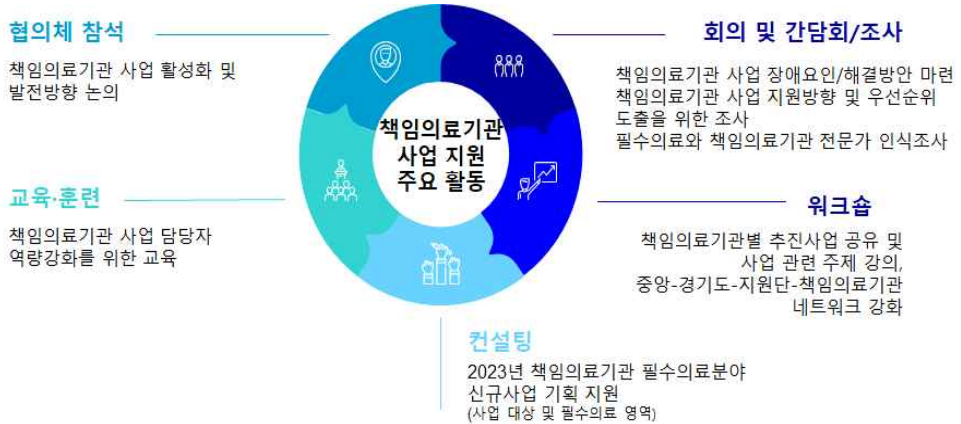 협의체 참석
책임의료기관 사업 활성화 및
발전방향 논의
회의 및 간담회/조사
책임의료기관 사업 장애요인/해결방안 마련
책임의료기관 사업 지원방향 및 우선순위
도출을 위한 조사
필수의료와 책임의료기관 전문가 인식조사
책임의료기관
사업 지원
주요 활동
교육·훈련
책임의료기관 사업 담당자
역량강화를 위한 교육
워크숍
책임의료기관별 추진사업 공유 및
사업 관련 주제 강의,
중앙-경기도-지원단-책임의료기관
네트워크 강화
컨설팅
2023년 책임의료기관 필수의료분야
신규사업 기획 지원
(사업 대상 및 필수의료 영역)